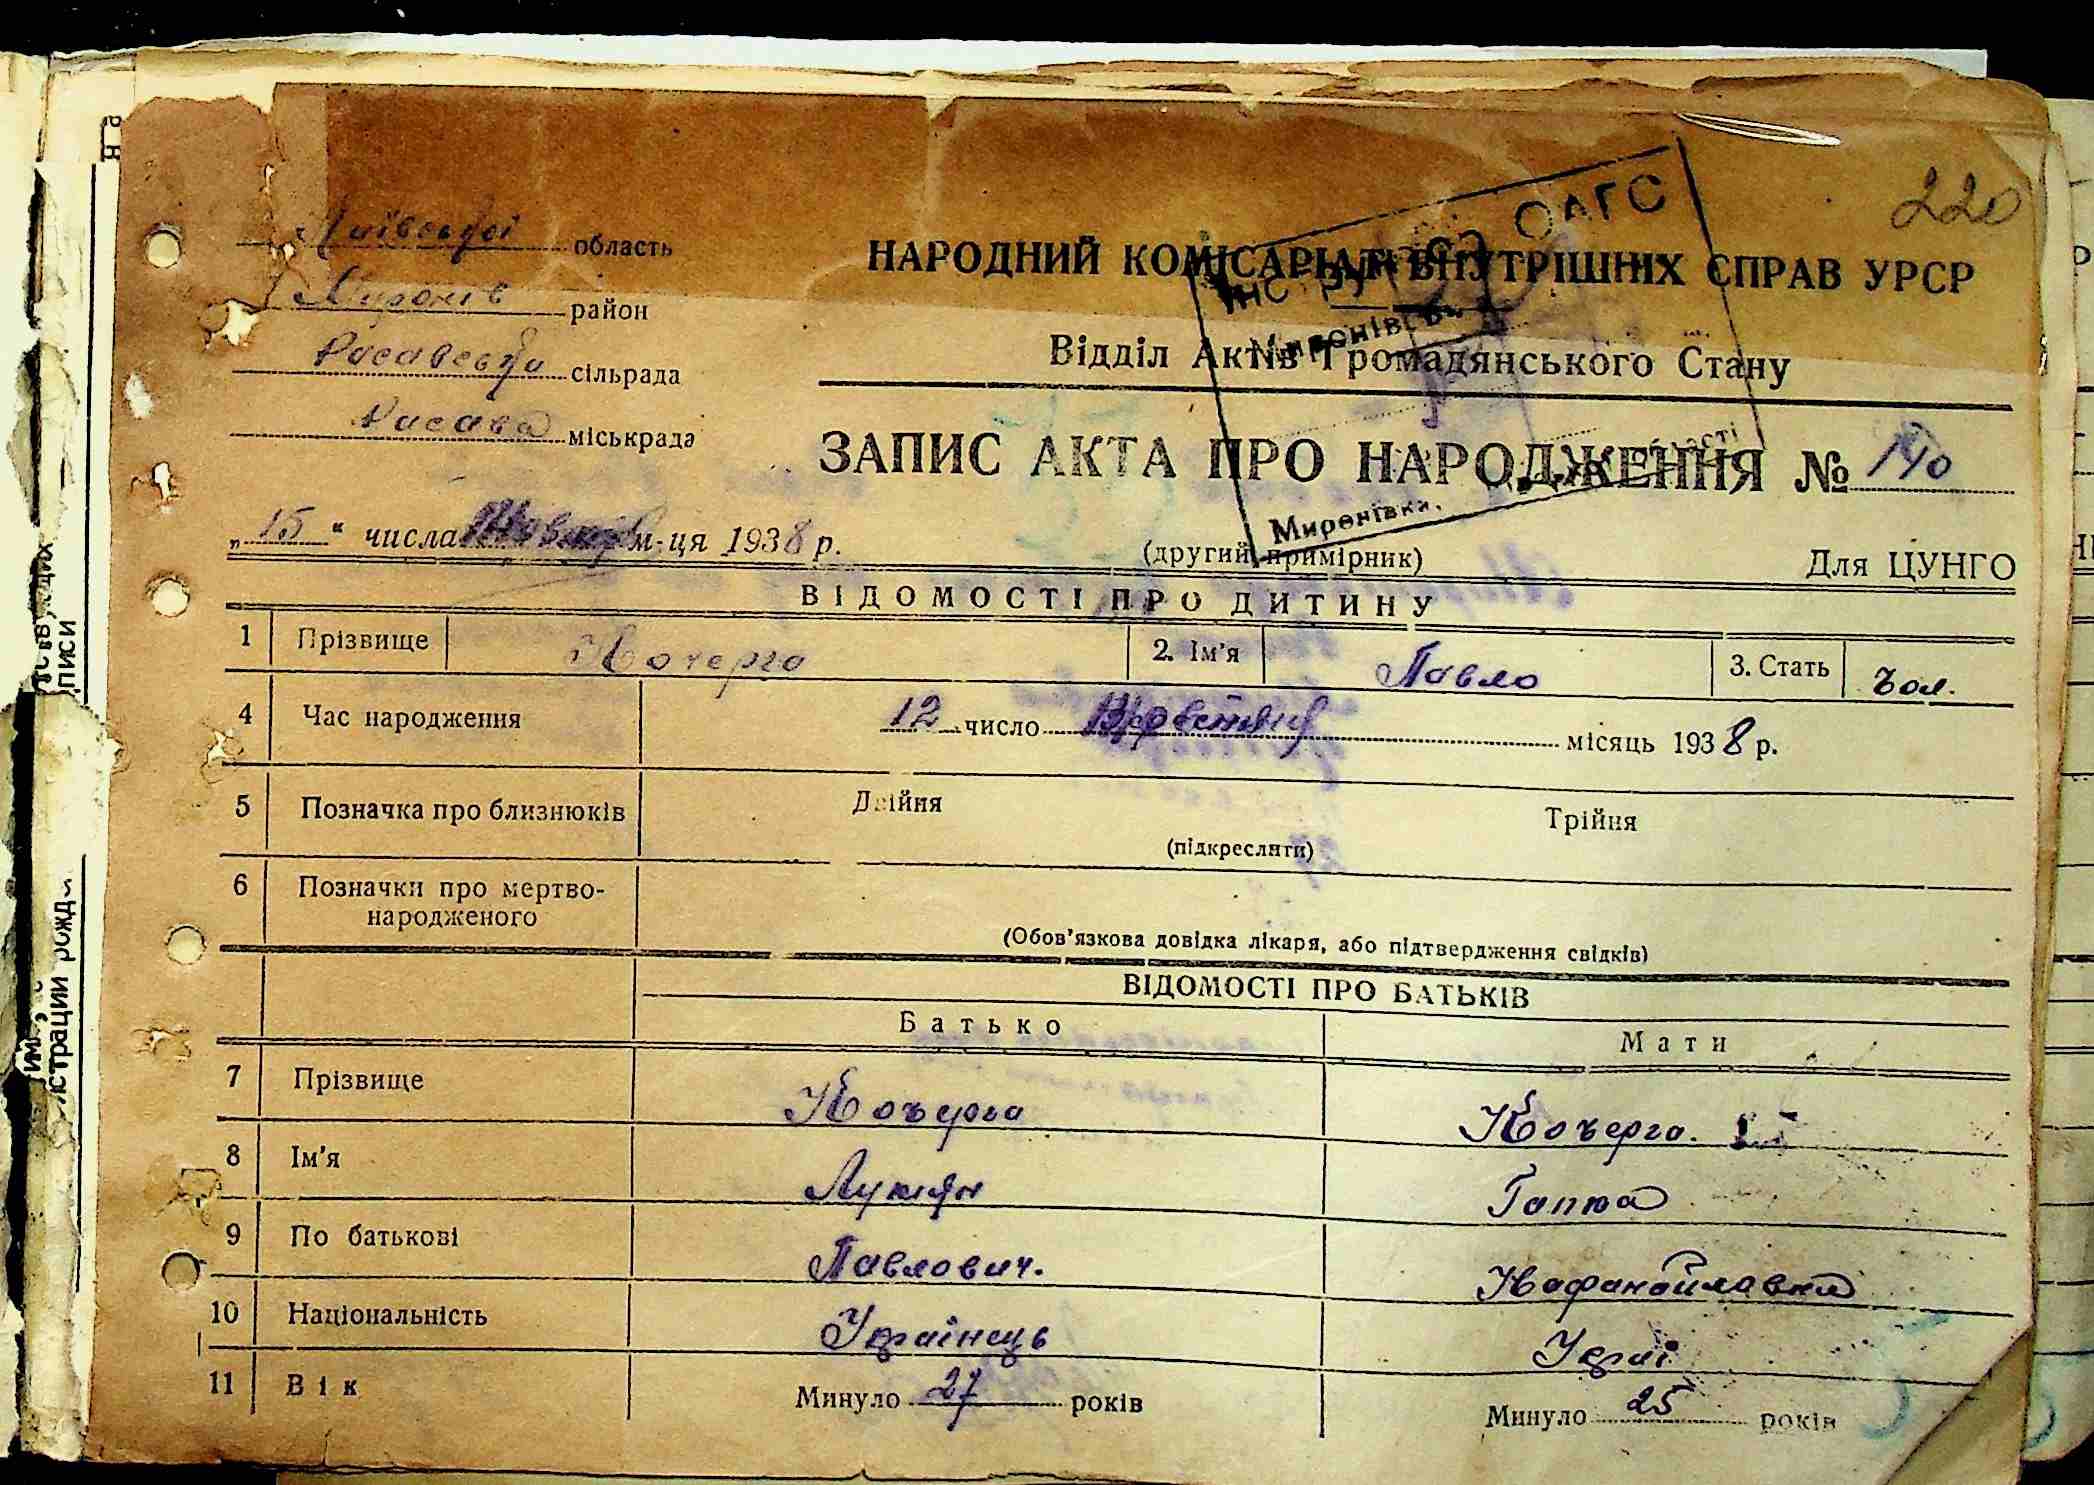 220
Київської область
Миронів район
Росавська сільрада
Росава міськрада
НАРОДНИЙ КОМІСАРІАТ ВНУТРІШНІХ СПРАВ УРСР
Відділ Актів Громадянського Стану
ОАГС
Миронівськ
Миронівка,
ЗАПИС АКТА ПРО НАРОДЖЕННЯ № 140
„15“ числа м-ця 1938 р.
(другий примірник)
Для ЦУНГО
ВІДОМОСТІ ПРО ДИТИНУ
1 Прізвище Кочерга 2. Ім'я Павло 3. Стать Чол.
4 Час народження 12 число місяць 1938 р.
5 Позначка про близнюків Двійня Трійня
(підкреслити)
6 Позначки про мертво-
народженого
(Обов'язкова довідка лікаря, або підтвердження свідків)
ВІДОМОСТІ ПРО БАТЬКІВ
Батько Мати
7 Прізвище Кочерга Кочерга.
8 Ім'я Лукян Гапка
9 По батькові Павлович. Нафанаиловна
10 Національність Українець Украї
11 Вік Минуло 27 років Минуло 25 років